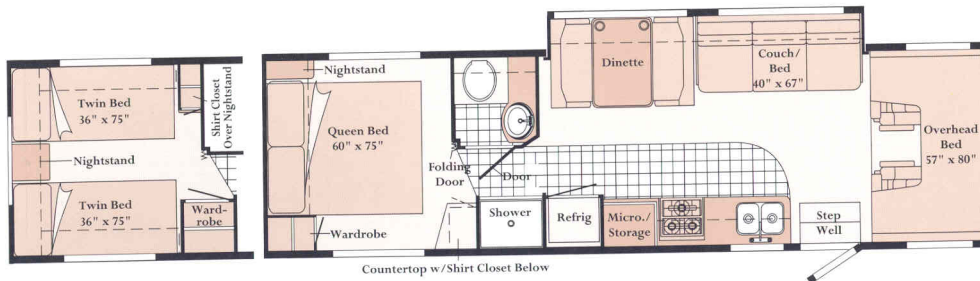 Twin Bed
36" x 75"
Shirt Closet
Over Nightstand
Nightstand
Twin Bed
36" x 75"
Ward-
robe
Nightstand
Queen Bed
60" x 75"
Wardrobe
Folding
Door
Door
Shower
Refrig
Countertop w/Shirt Closet Below
Dinette
Couch/
Bed
40" x 67"
Micro./
Storage
Step
Well
Overhead
Bed
57" x 80"